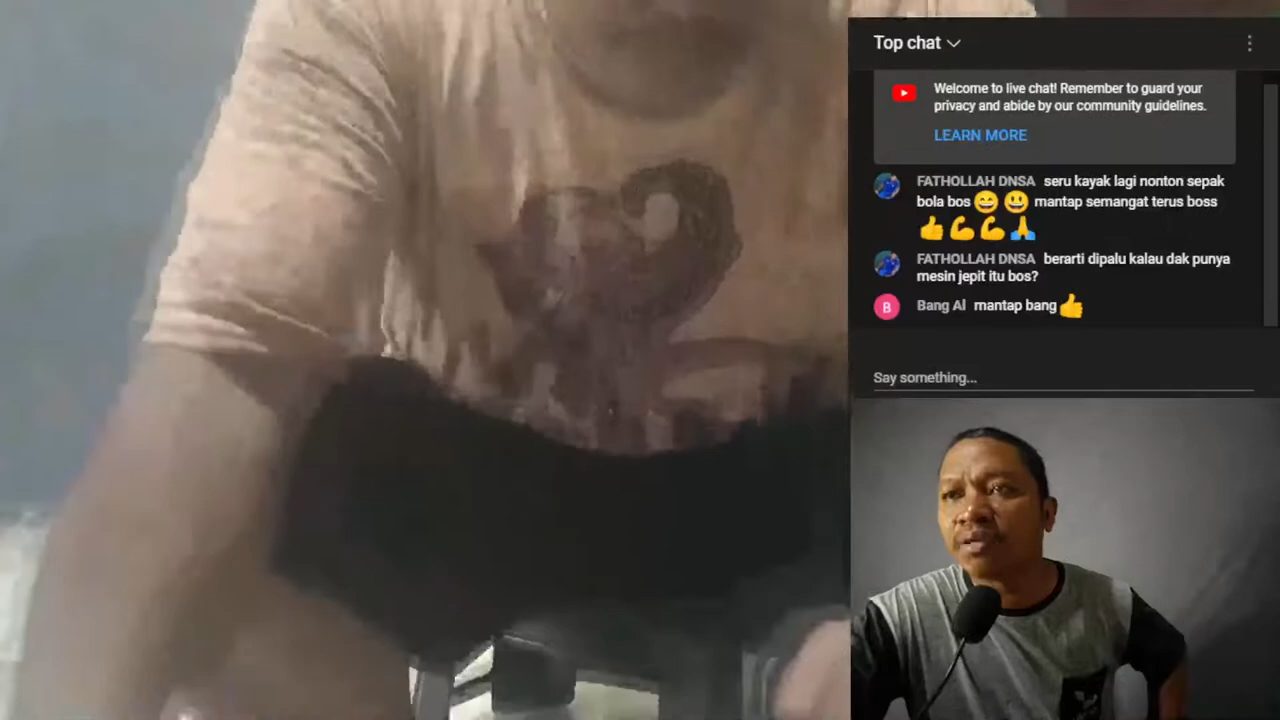 Top chat
Welcome to live chat! Remember to guard your
privacy and abide by our community guidelines.
LEARN MORE
FATHOLLAH DNSA seru kayak lagi nonton sepak
bola bos😄😃 mantap semangat terus boss
👍💪💪🙏
FATHOLLAH DNSA berarti dipalu kalau dak punya
mesin jepit itu bos?
B Bang Al mantap bang👍
Say something...